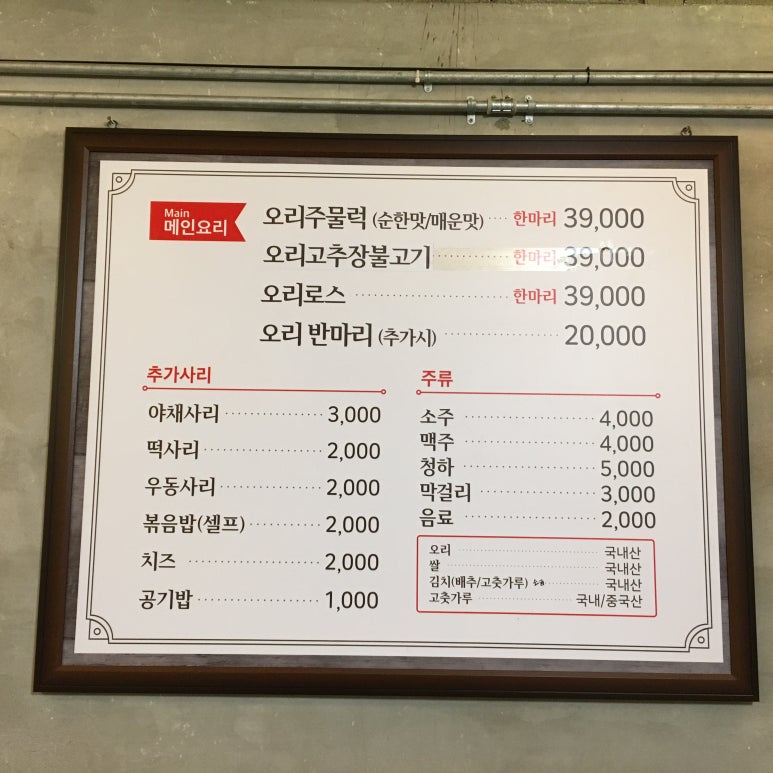 Main
메인요리
오리주물럭 (순한맛/매운맛) ···· 한마리 39,000
오리고추장불고기 ············ 한마리 39,000
오리로스 ························ 한마리 39,000
오리 반마리 (추가시) ·················· 20,000
추가사리
야채사리 ················ 3,000
떡사리 ···················· 2,000
우동사리 ················· 2,000
볶음밥(셀프) ············ 2,000
치즈 ······················ 2,000
공기밥 ···················· 1,000
주류
소주 ······················ 4,000
맥주 ······················ 4,000
청하 ······················ 5,000
막걸리 ···················· 3,000
음료 ······················ 2,000
오리 ······················ 국내산
쌀 ························ 국내산
김치(배추/고춧가루) ············ 국내산
고춧가루 ················ 국내/중국산